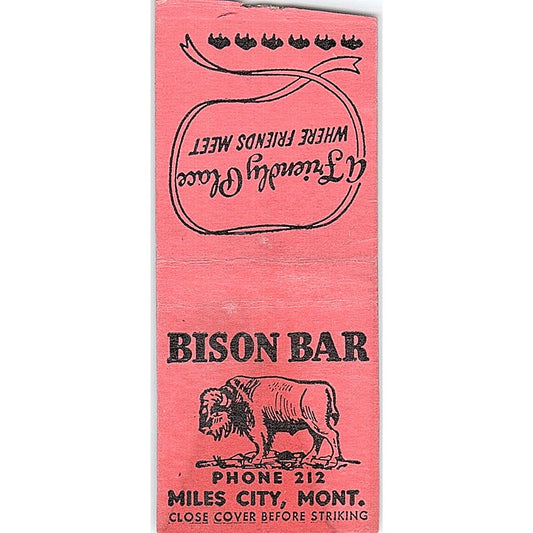 A Friendly Place
WHERE FRIENDS MEET
BISON BAR
PHONE 212
MILES CITY, MONT.
CLOSE COVER BEFORE STRIKING